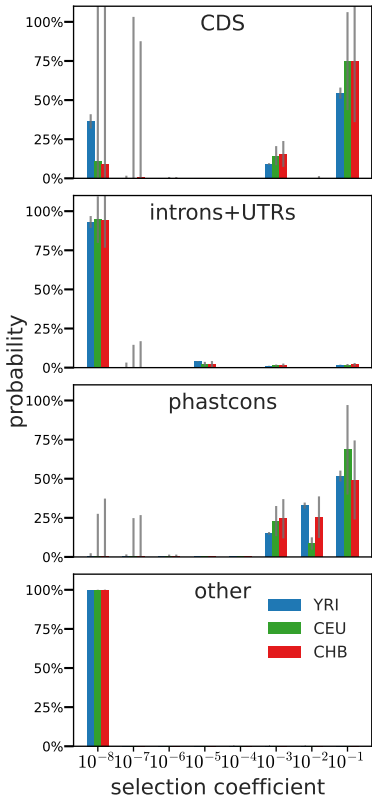 CDS
100%
75%
50%
25%
0%
introns+UTRs
100%
75%
50%
25%
0%
probability
phastcons
100%
75%
50%
25%
0%
other
100%
75%
50%
25%
0%
YRI
CEU
CHB
10⁻⁸ 10⁻⁷ 10⁻⁶ 10⁻⁵ 10⁻⁴ 10⁻³ 10⁻² 10⁻¹
selection coefficient